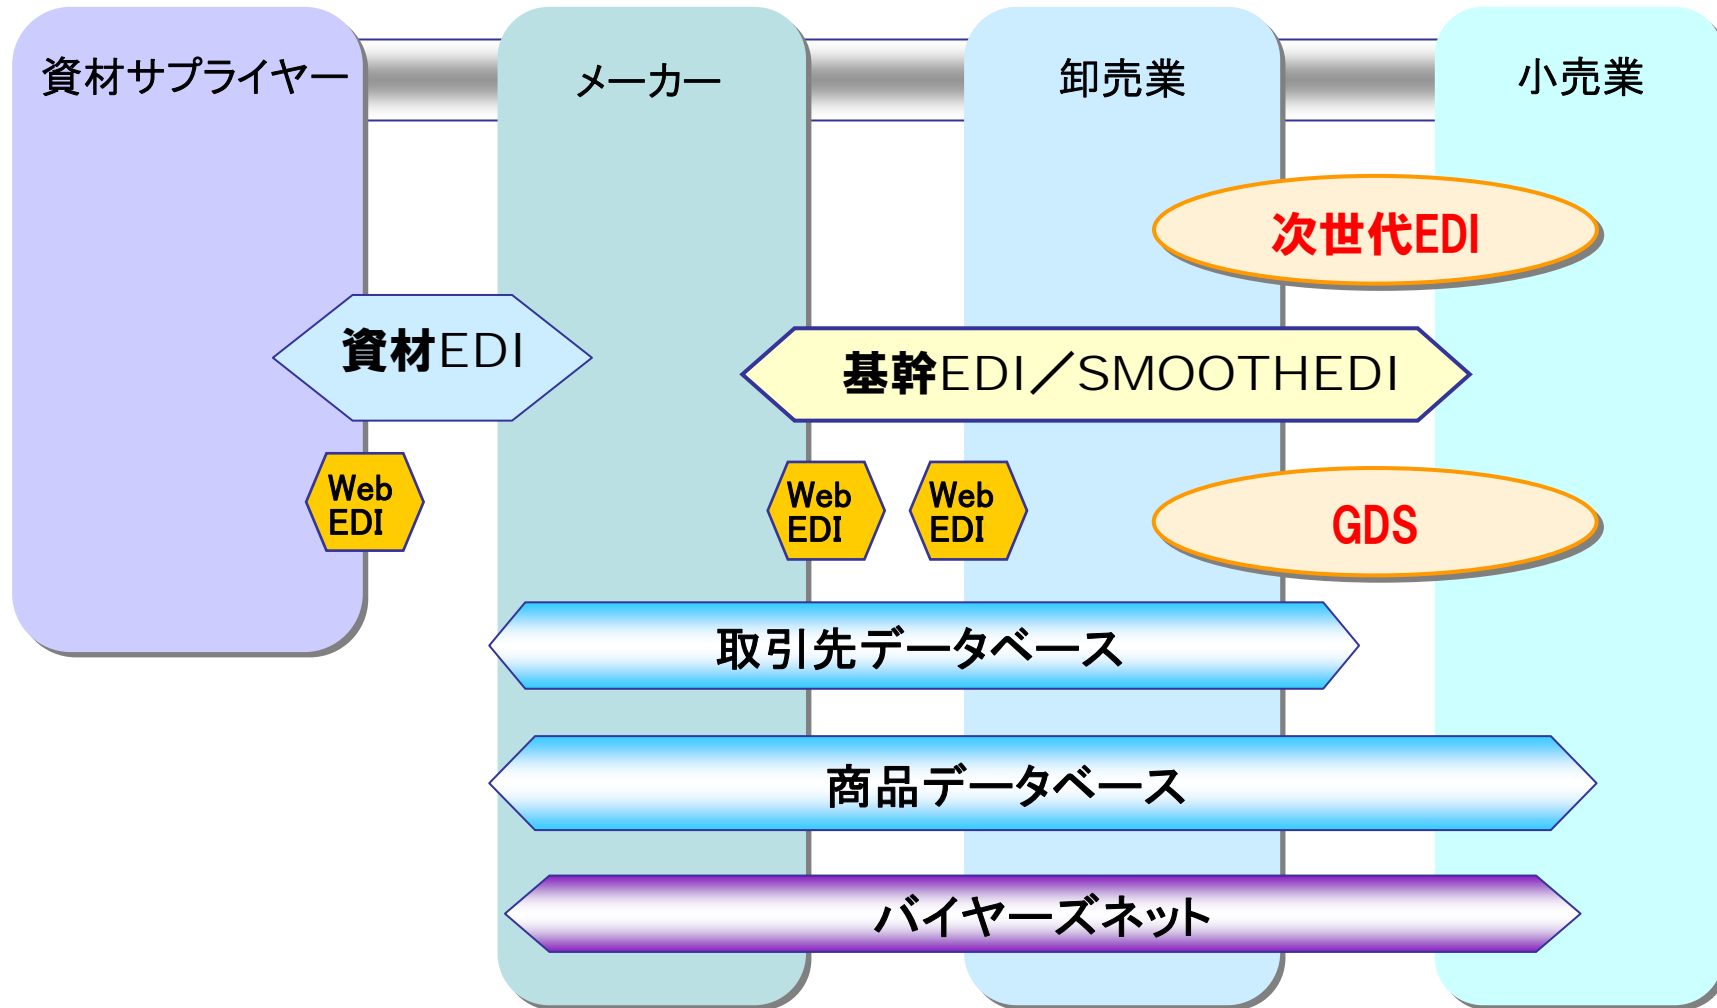 資材サプライヤー
メーカー
卸売業
小売業
次世代EDI
資材EDI
基幹EDI／SMOOTHEDI
Web
EDI
Web
EDI
Web
EDI
GDS
取引先データベース
商品データベース
バイヤーズネット